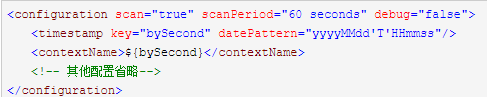 <configuration scan="true" scanPeriod="60 seconds" debug="false">
<timestamp key="bySecond" datePattern="yyyyMMdd'T'HHmmss"/>
<contextName>${bySecond}</contextName>
<!-- 其他配置省略-->
</configuration>